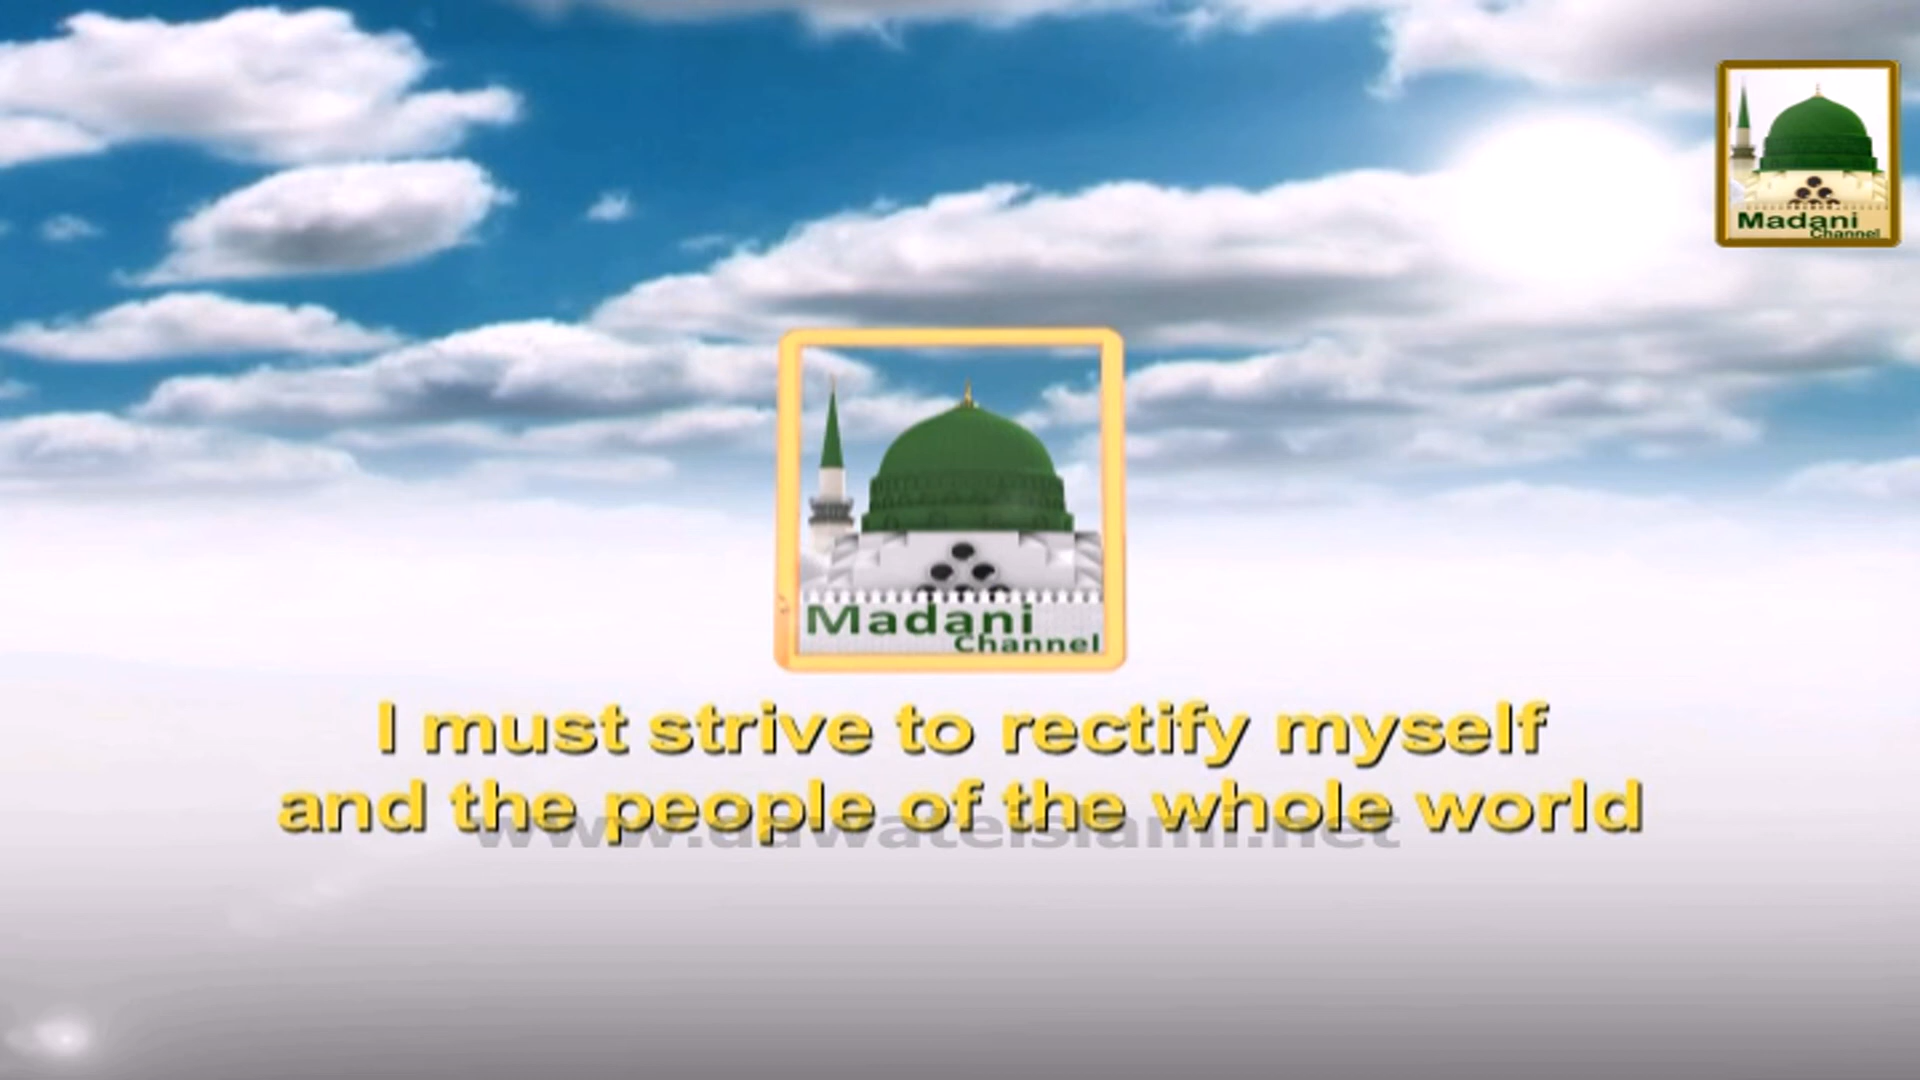 Madani
Channel
Madani
Channel
I must strive to rectify myself
and the people of the whole world
www.dawateislami.net